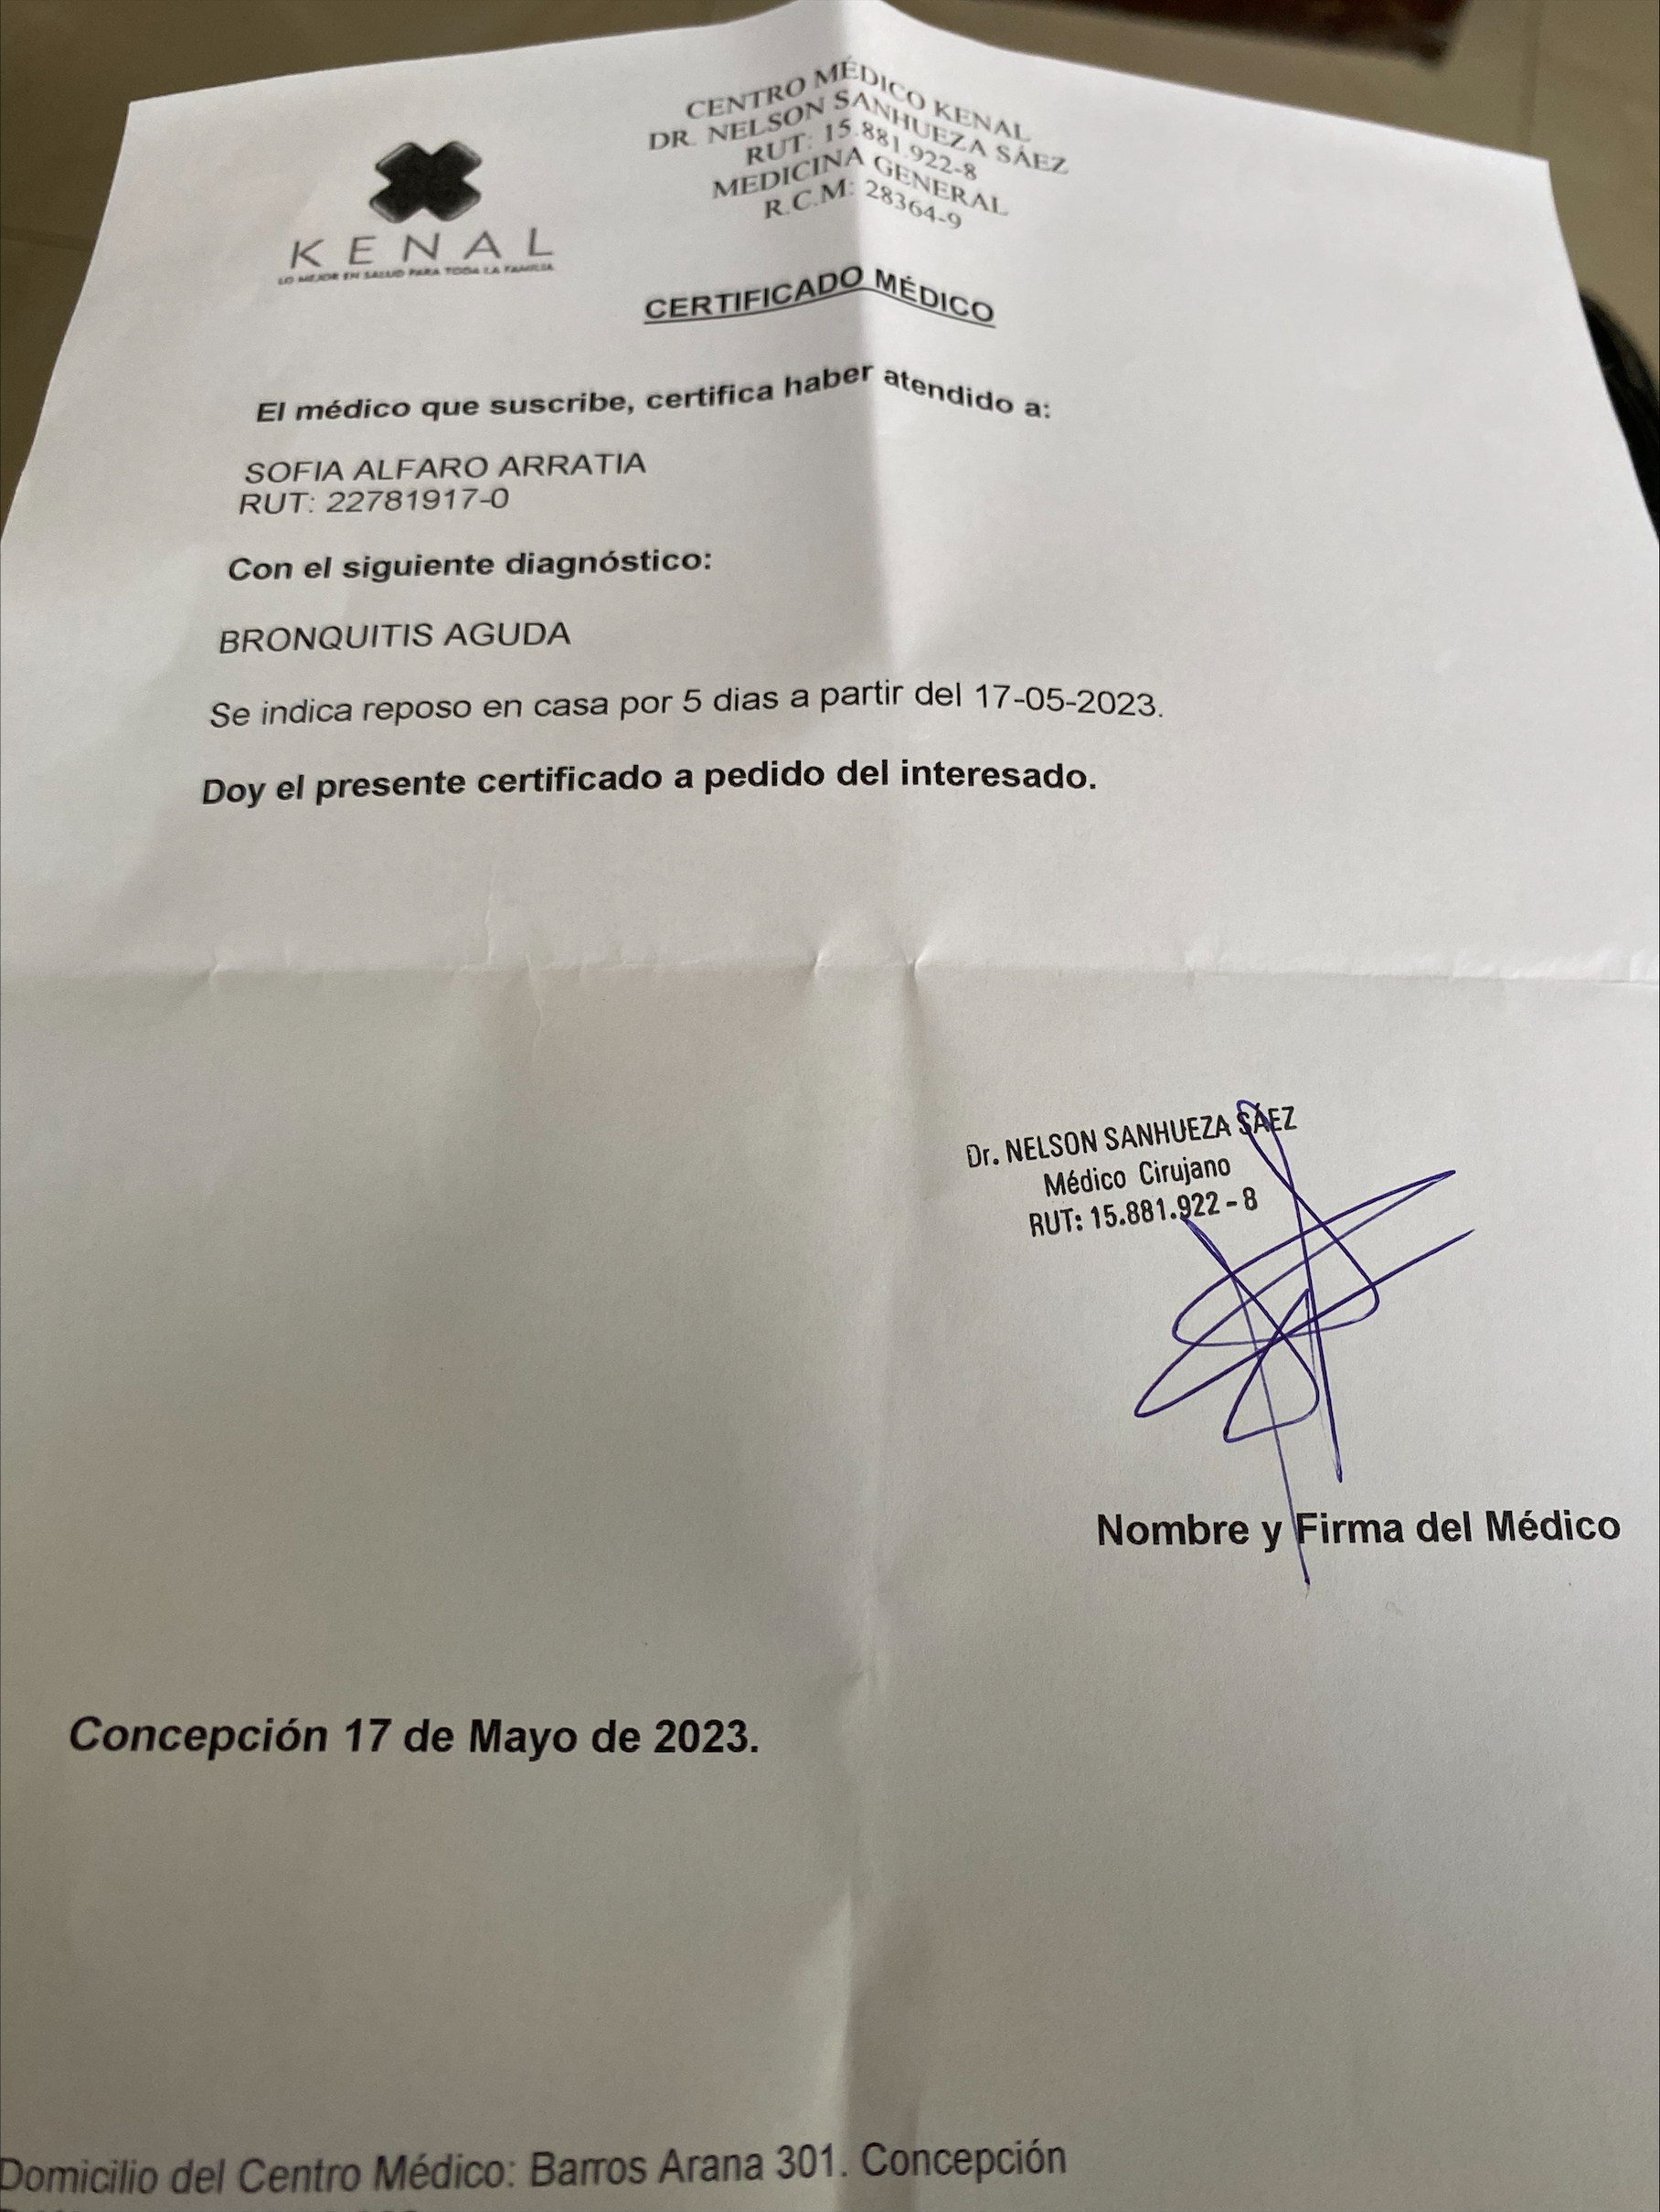 KENAL
LO MEJOR EN SALUD PARA TODA LA FAMILIA
CENTRO MÉDICO KENAL
DR. NELSON SANHUEZA SÁEZ
RUT: 15.881.922-8
MEDICINA GENERAL
R.C.M: 28364-9
CERTIFICADO MÉDICO
El médico que suscribe, certifica haber atendido a:
SOFIA ALFARO ARRATIA
RUT: 22781917-0
Con el siguiente diagnóstico:
BRONQUITIS AGUDA
Se indica reposo en casa por 5 dias a partir del 17-05-2023.
Doy el presente certificado a pedido del interesado.
Dr. NELSON SANHUEZA SÁEZ
Médico Cirujano
RUT: 15.881.922-8
Nombre y Firma del Médico
Concepción 17 de Mayo de 2023.
Domicilio del Centro Médico: Barros Arana 301. Concepción